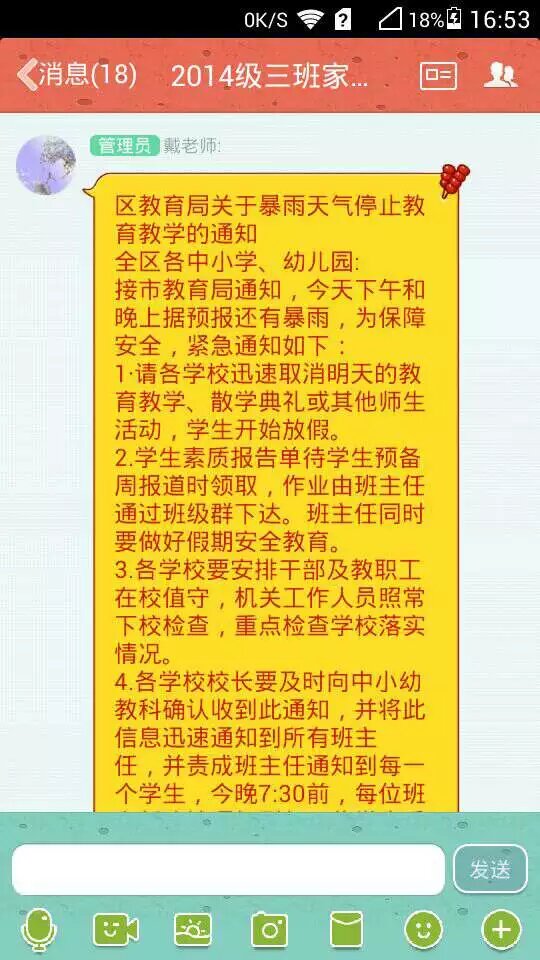 0K/S 18% 16:53
消息(18) 2014级三班家...
管理员 戴老师:
区教育局关于暴雨天气停止教
育教学的通知
全区各中小学、幼儿园:
接市教育局通知，今天下午和
晚上据预报还有暴雨，为保障
安全，紧急通知如下：
1·请各学校迅速取消明天的教
育教学、散学典礼或其他师生
活动，学生开始放假。
2.学生素质报告单待学生预备
周报道时领取，作业由班主任
通过班级群下达。班主任同时
要做好假期安全教育。
3.各学校要安排干部及教职工
在校值守，机关工作人员照常
下校检查，重点检查学校落实
情况。
4.各学校校长要及时向中小幼
教科确认收到此通知，并将此
信息迅速通知到所有班主
任，并责成班主任通知到每一
个学生，今晚7:30前，每位班
发送